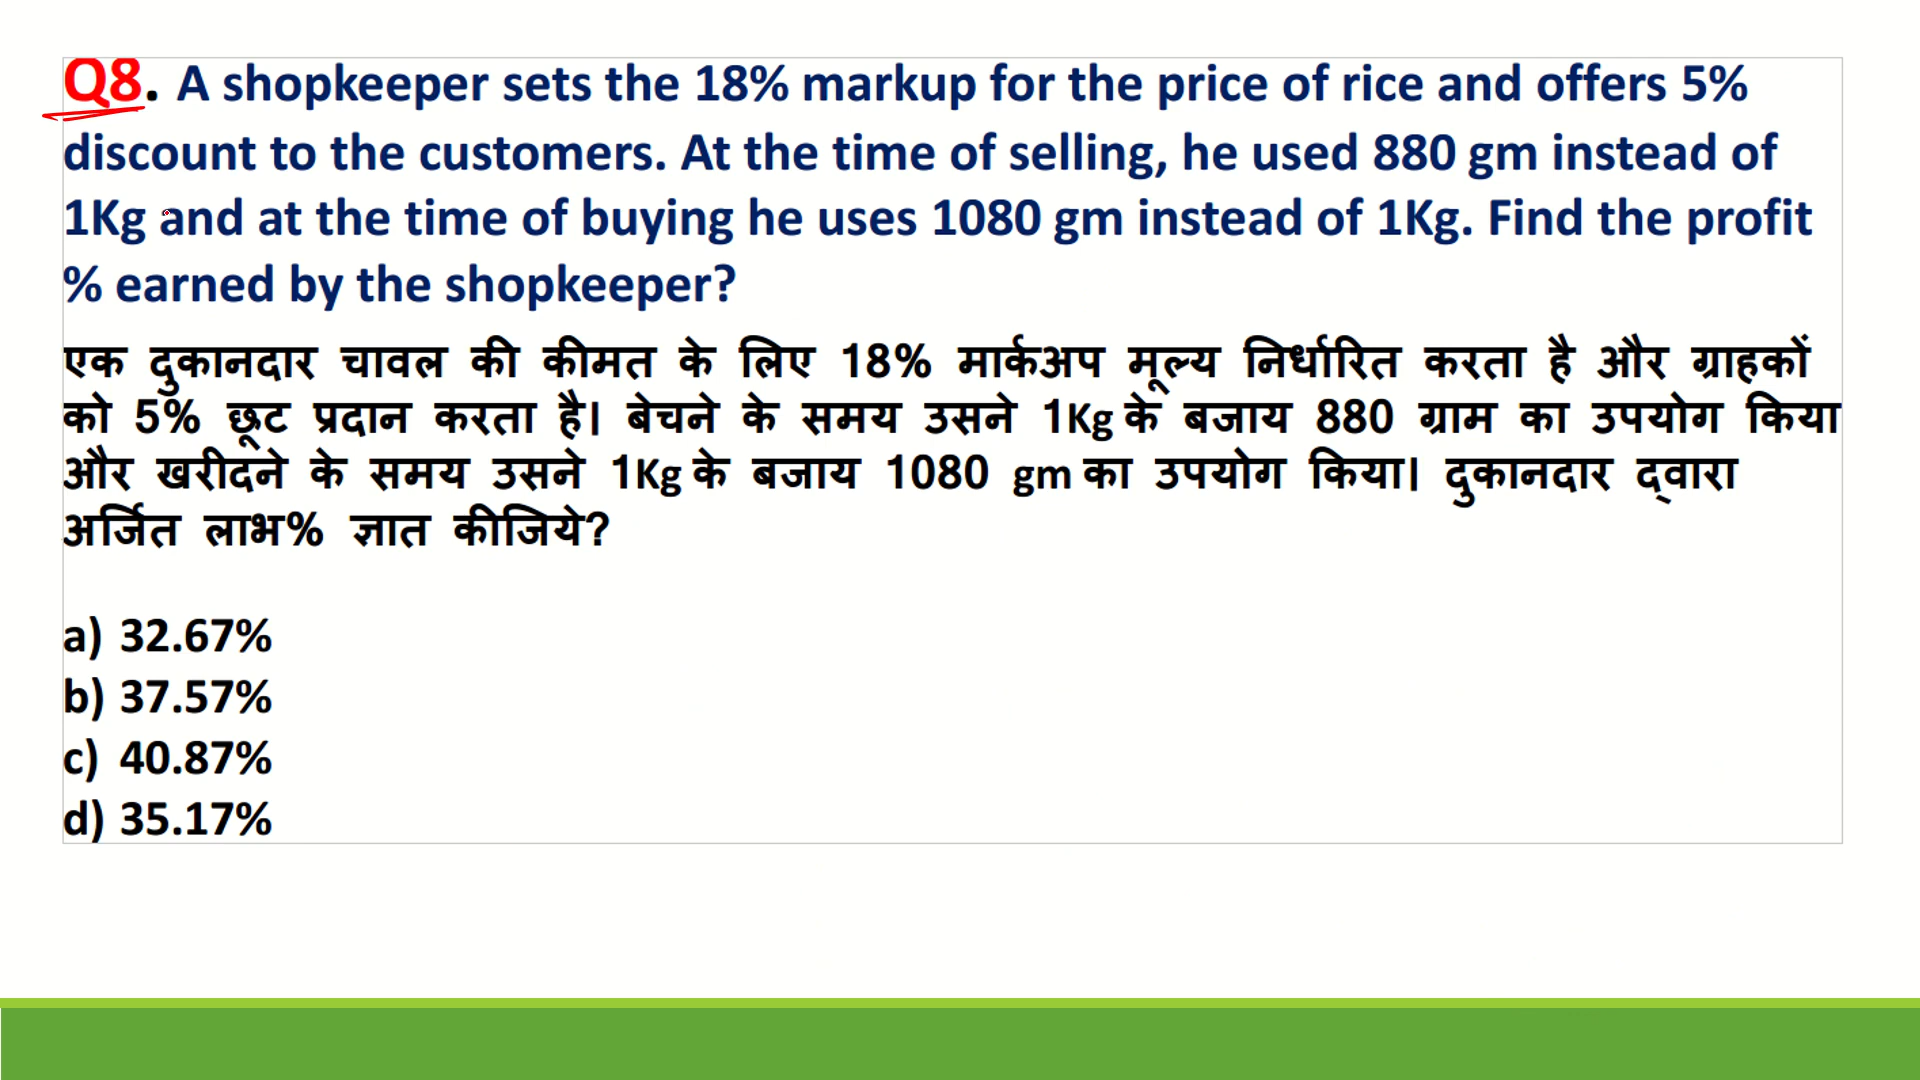 Q8. A shopkeeper sets the 18% markup for the price of rice and offers 5%
discount to the customers. At the time of selling, he used 880 gm instead of
1Kg and at the time of buying he uses 1080 gm instead of 1Kg. Find the profit
% earned by the shopkeeper?
एक दुकानदार चावल की कीमत के लिए 18% मार्कअप मूल्य निर्धारित करता है और ग्राहकों
को 5% छूट प्रदान करता है। बेचने के समय उसने 1Kg के बजाय 880 ग्राम का उपयोग किया
और खरीदने के समय उसने 1Kg के बजाय 1080 gm का उपयोग किया। दुकानदार द्वारा
अर्जित लाभ% ज्ञात कीजिये?
a) 32.67%
b) 37.57%
c) 40.87%
d) 35.17%